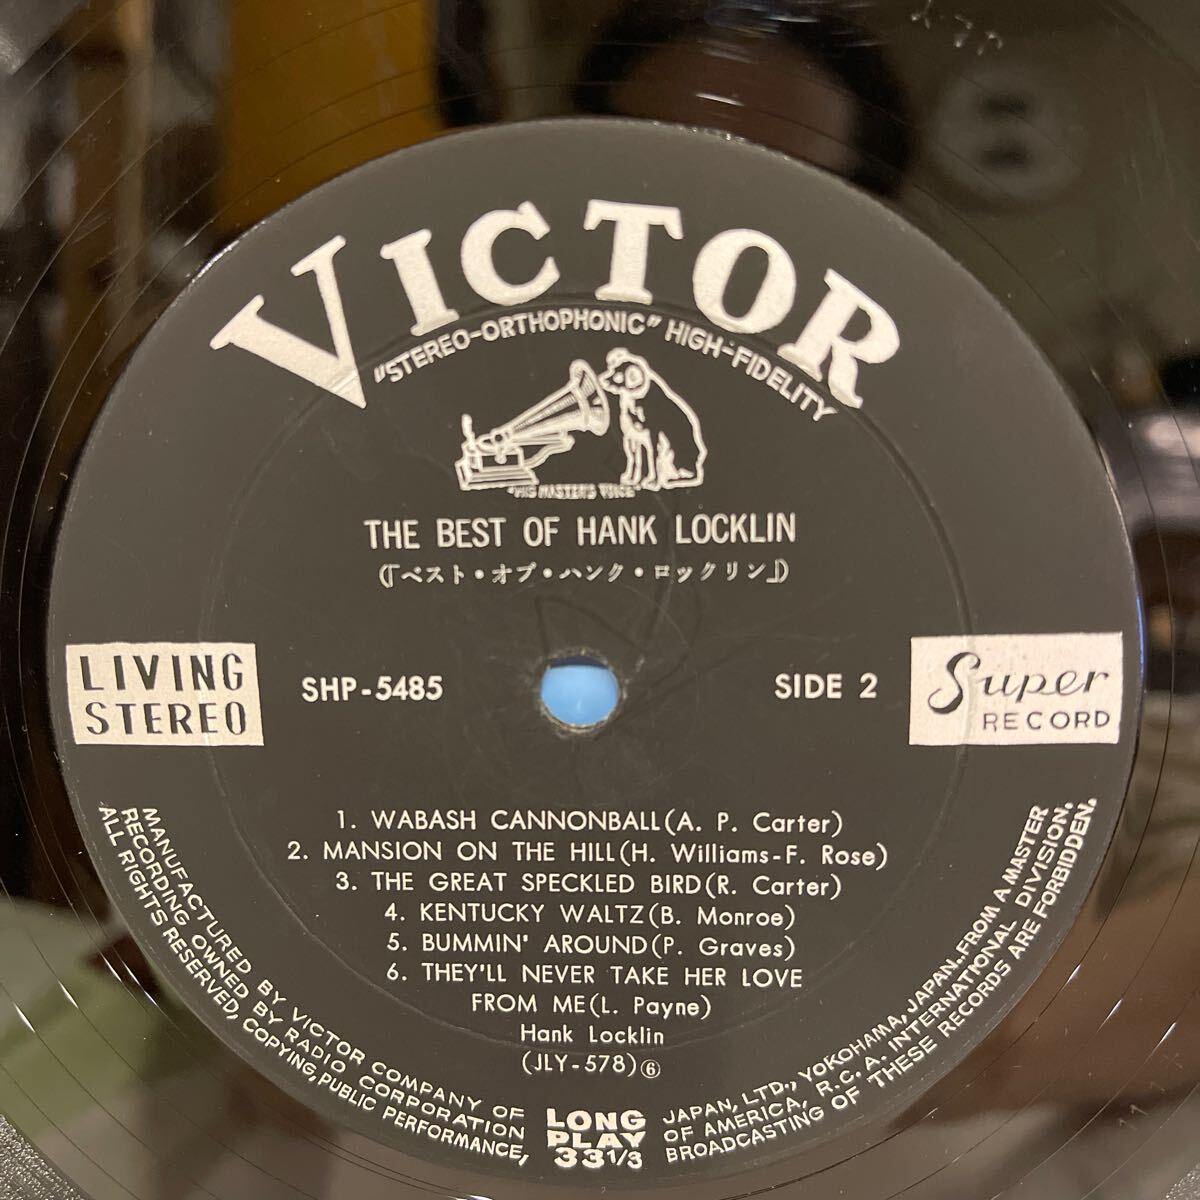 VICTOR
"STEREO-ORTHOPHONIC" HIGH-FIDELITY
"HIS MASTER'S VOICE"
THE BEST OF HANK LOCKLIN
(『ベスト・オブ・ハンク・ロックリン』)
LIVING
STEREO
SHP-5485
SIDE 2
Super
RECORD
1. WABASH CANNONBALL(A. P. Carter)
2. MANSION ON THE HILL(H. Williams-F. Rose)
3. THE GREAT SPECKLED BIRD(R. Carter)
4. KENTUCKY WALTZ(B. Monroe)
5. BUMMIN' AROUND(P. Graves)
6. THEY'LL NEVER TAKE HER LOVE
FROM ME(L. Payne)
Hank Locklin
(JLY-578)⑥
MANUFACTURED BY VICTOR COMPANY OF JAPAN, LTD., YOKOHAMA, JAPAN. FROM A MASTER
RECORDING OWNED BY RADIO CORPORATION OF AMERICA, R.C.A. INTERNATIONAL DIVISION.
ALL RIGHTS RESERVED, COPYING, PUBLIC PERFORMANCE, BROADCASTING OF THESE RECORDS ARE FORBIDDEN.
LONG
PLAY
33 1/3